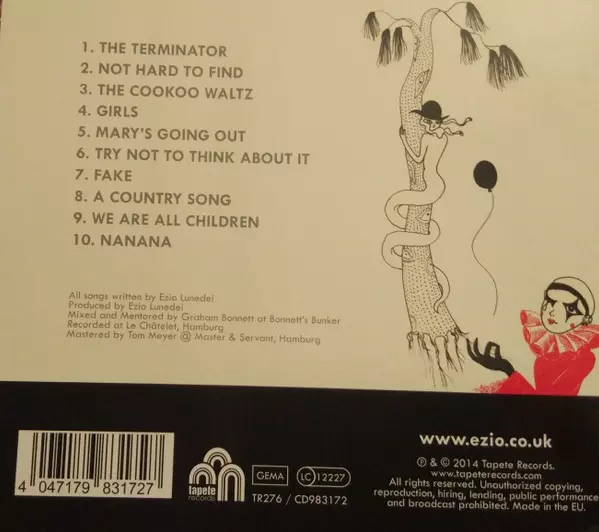 1. THE TERMINATOR
2. NOT HARD TO FIND
3. THE COOKOO WALTZ
4. GIRLS
5. MARY'S GOING OUT
6. TRY NOT TO THINK ABOUT IT
7. FAKE
8. A COUNTRY SONG
9. WE ARE ALL CHILDREN
10. NANANA
All songs written by Ezio Lunedei
Produced by Ezio Lunedei
Mixed and Mentored by Graham Bonnett at Bonnett's Bunker
Recorded at Le Châtelet, Hamburg
Mastered by Tom Meyer @ Master & Servant, Hamburg
4 047179 831727
tapete
records
GEMA
LC 12227
TR276 / CD983172
www.ezio.co.uk
℗ & © 2014 Tapete Records.
www.tapeterecords.com
All rights reserved. Unauthorized copying,
reproduction, hiring, lending, public performance
and broadcast prohibited. Made in the EU.